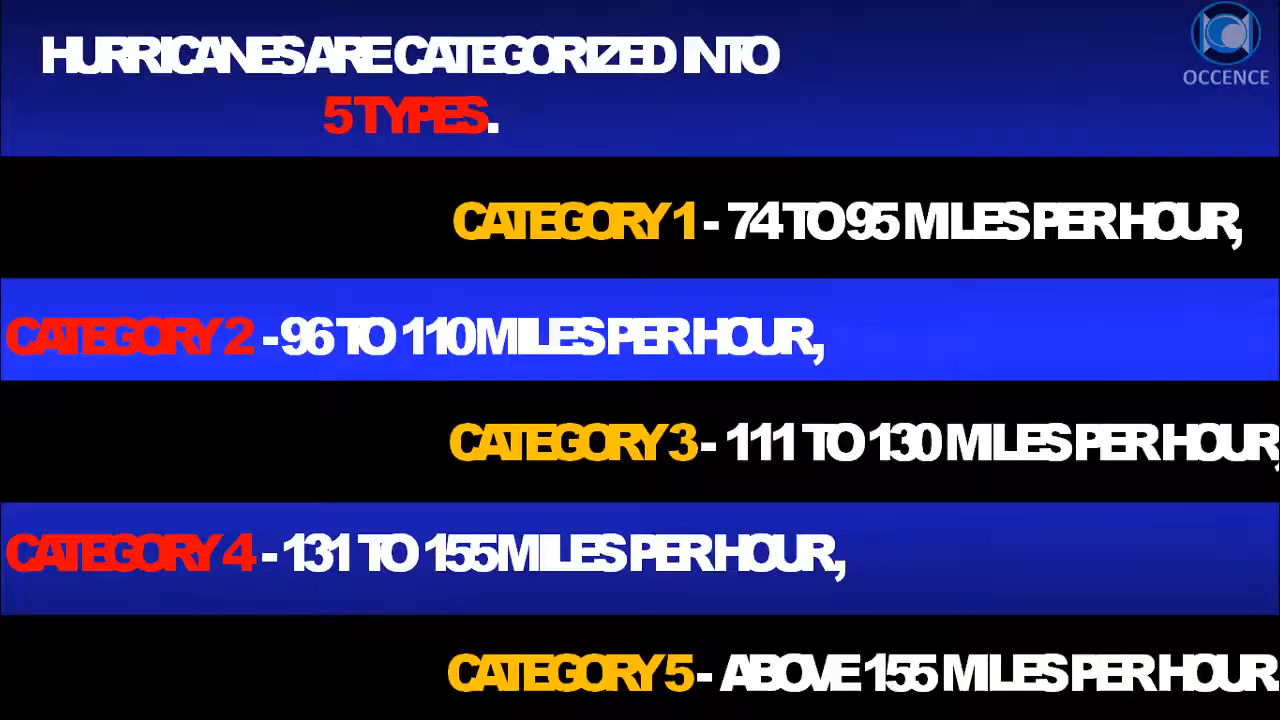 HURRICANES ARE CATEGORIZED INTO
5 TYPES.
OCCENCE
CATEGORY 1 - 74 TO 95 MILES PER HOUR,
CATEGORY 2 - 96 TO 110 MILES PER HOUR,
CATEGORY 3 - 111 TO 130 MILES PER HOUR,
CATEGORY 4 - 131 TO 155 MILES PER HOUR,
CATEGORY 5 - ABOVE 155 MILES PER HOUR.